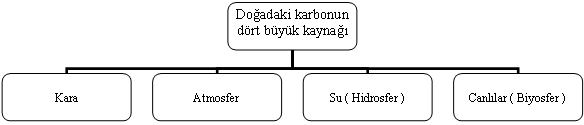 Doğadaki karbonun
dört büyük kaynağı
Kara
Atmosfer
Su ( Hidrosfer )
Canlılar ( Biyosfer )